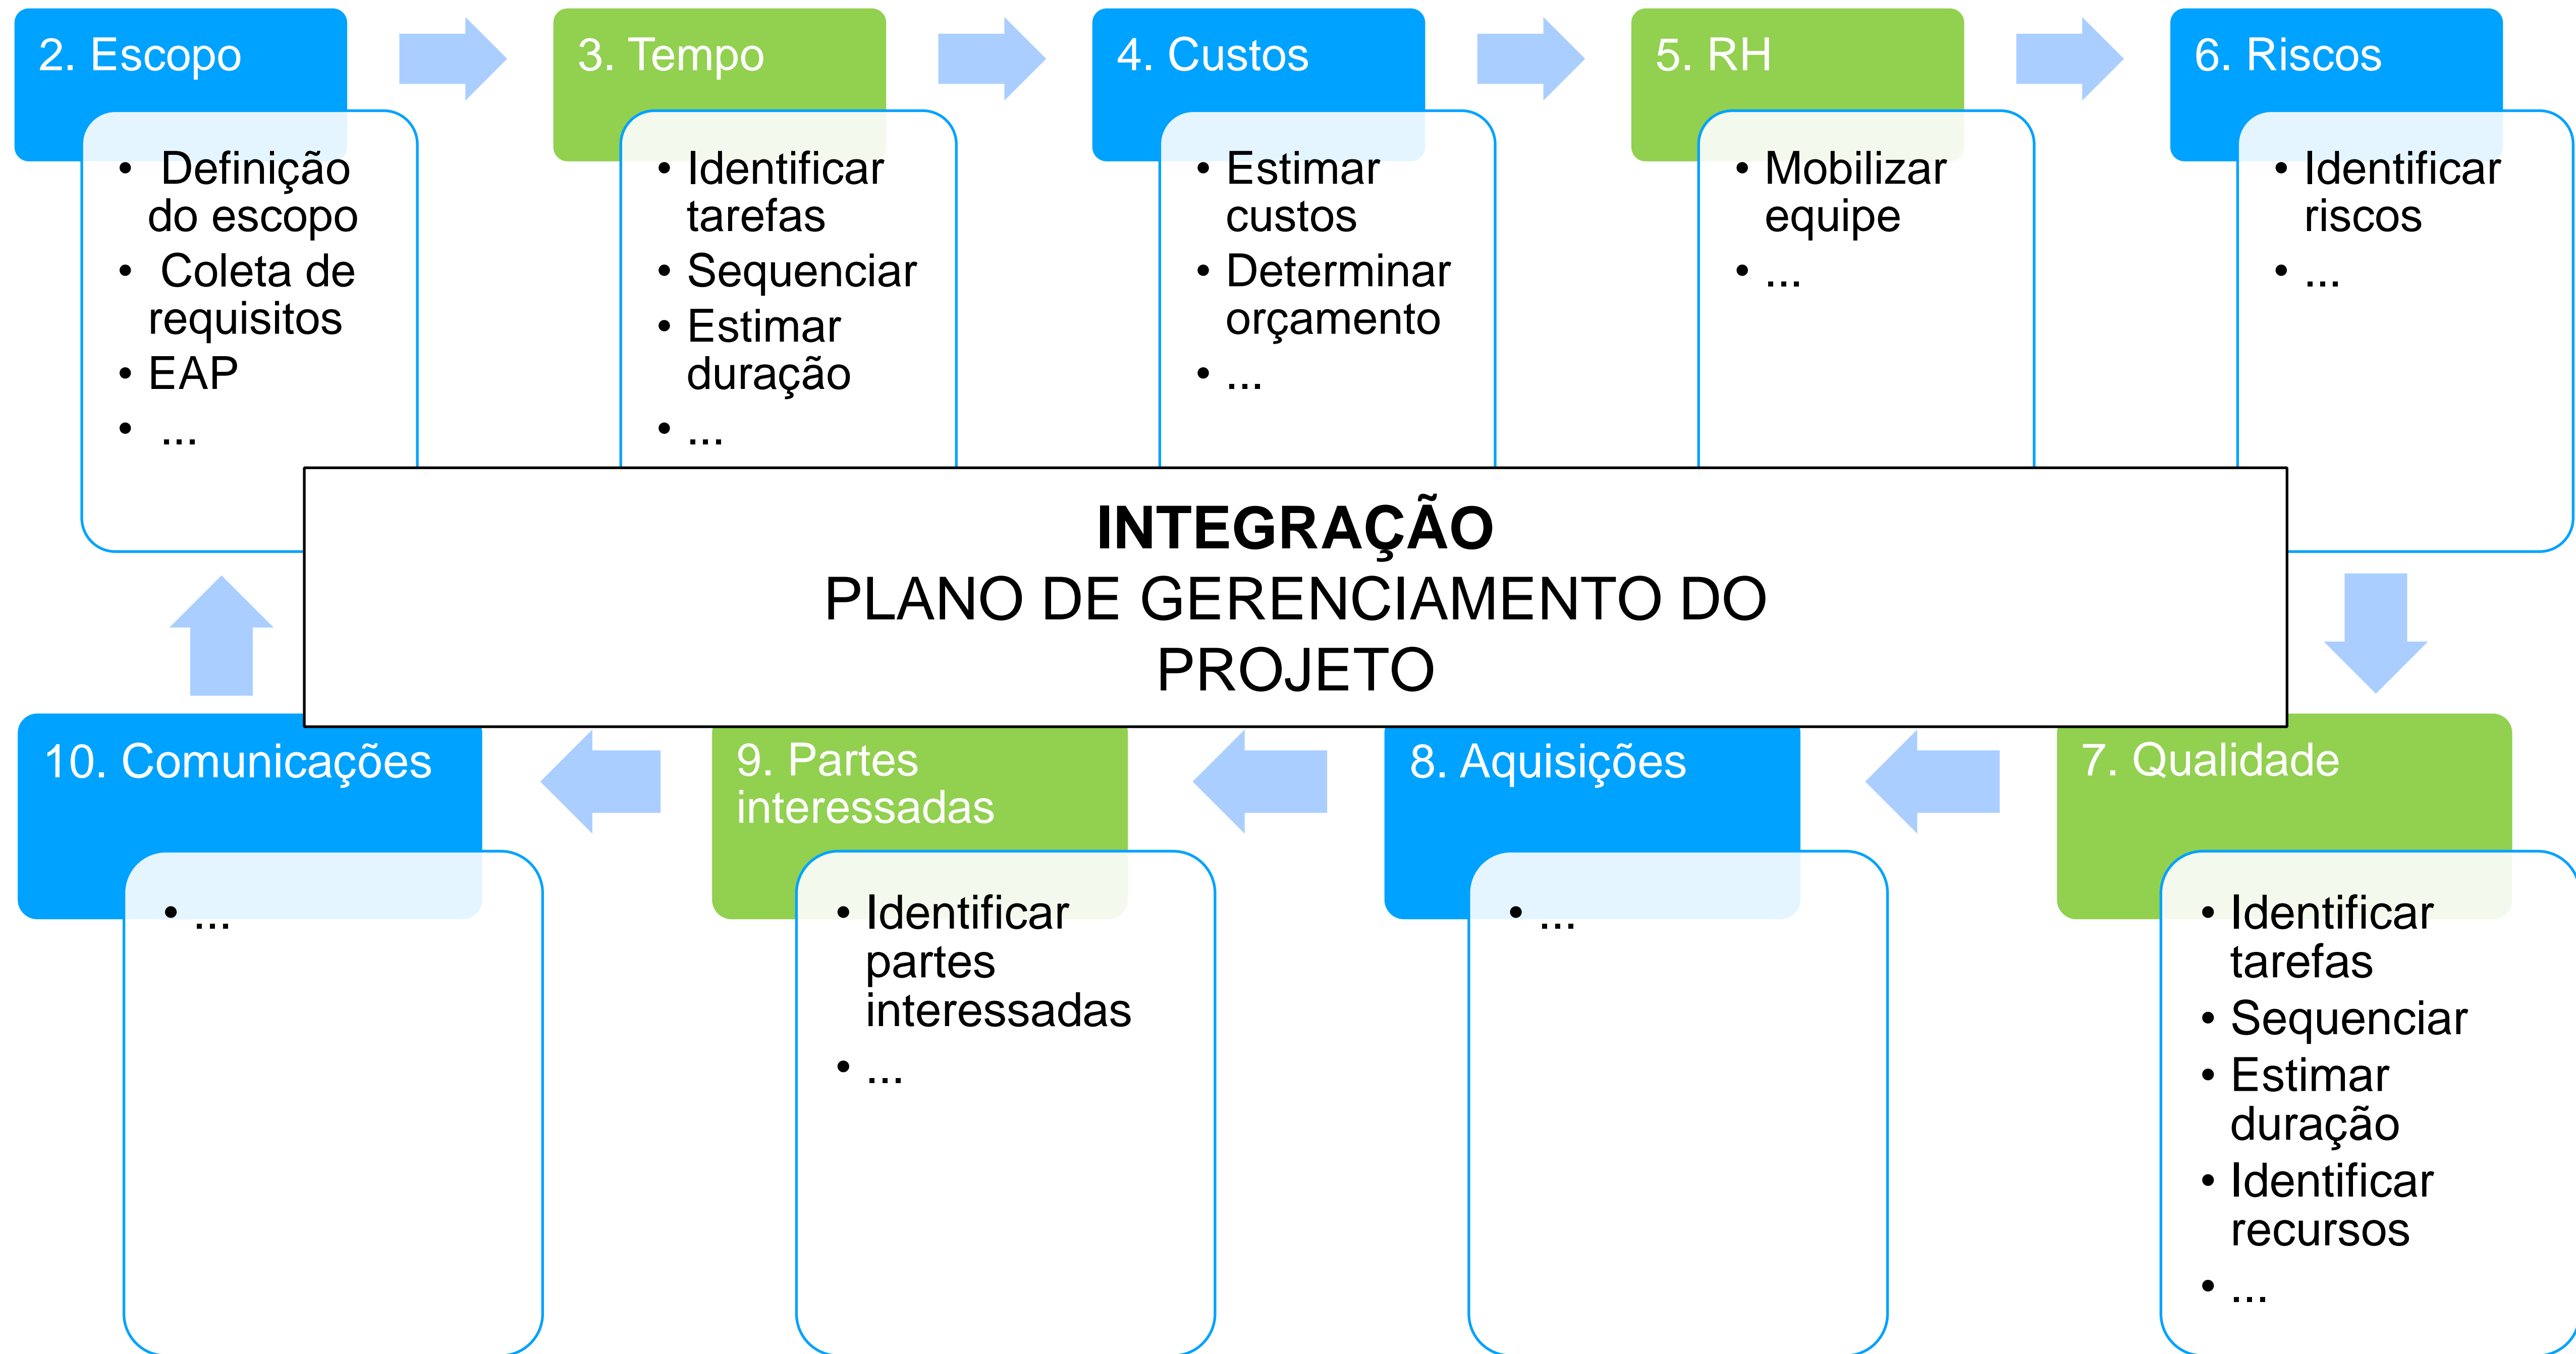 2. Escopo
• Definição
do escopo
• Coleta de
requisitos
• EAP
• ...
3. Tempo
• Identificar
tarefas
• Sequenciar
• Estimar
duração
• ...
4. Custos
• Estimar
custos
• Determinar
orçamento
• ...
5. RH
• Mobilizar
equipe
• ...
6. Riscos
• Identificar
riscos
• ...
INTEGRAÇÃO
PLANO DE GERENCIAMENTO DO
PROJETO
10. Comunicações
• ...
9. Partes
interessadas
• Identificar
partes
interessadas
• ...
8. Aquisições
• ...
7. Qualidade
• Identificar
tarefas
• Sequenciar
• Estimar
duração
• Identificar
recursos
• ...